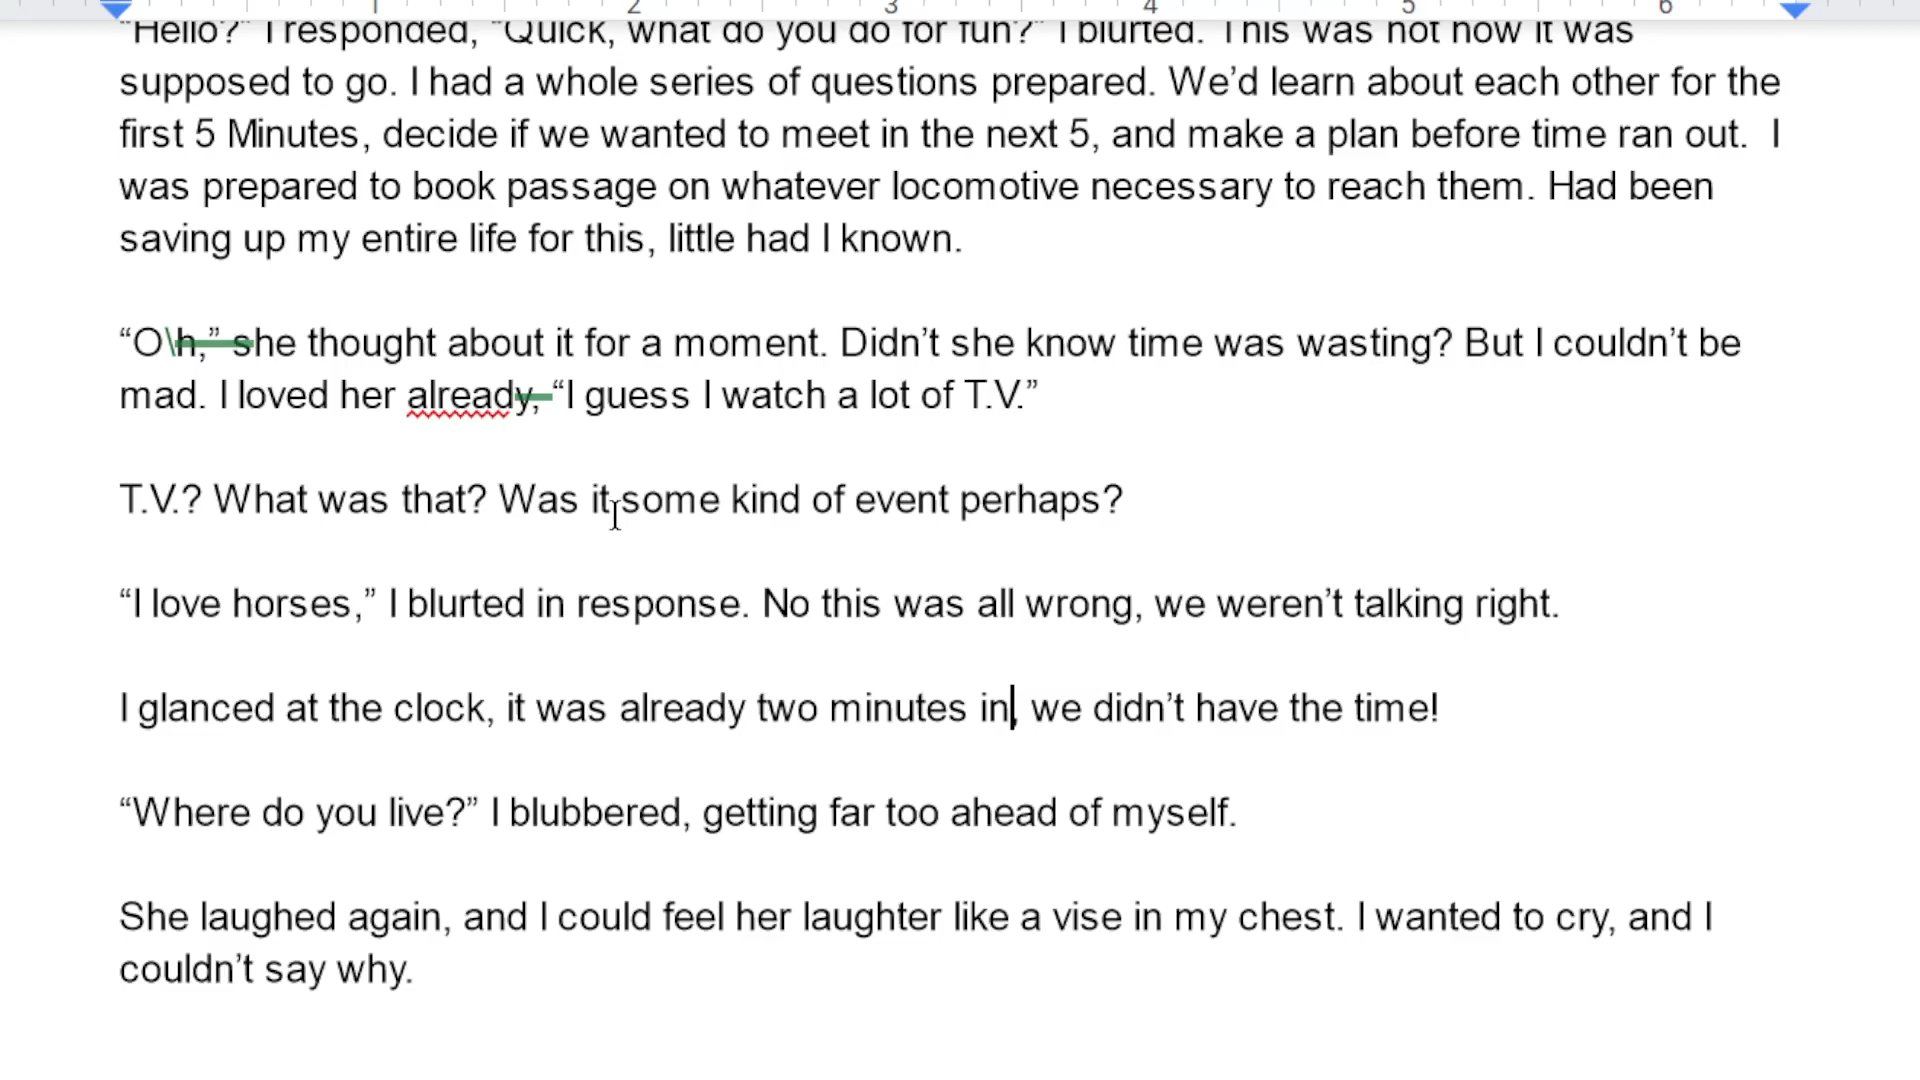 2 3 4 5 6
“Hello?” I responded, “Quick, what do you do for fun?” I blurted. This was not how it was
supposed to go. I had a whole series of questions prepared. We’d learn about each other for the
first 5 Minutes, decide if we wanted to meet in the next 5, and make a plan before time ran out.  I
was prepared to book passage on whatever locomotive necessary to reach them. Had been
saving up my entire life for this, little had I known.
“O\h,” she thought about it for a moment. Didn’t she know time was wasting? But I couldn’t be
mad. I loved her already, “I guess I watch a lot of T.V.”
T.V.? What was that? Was it some kind of event perhaps?
“I love horses,” I blurted in response. No this was all wrong, we weren’t talking right.
I glanced at the clock, it was already two minutes in, we didn’t have the time!
“Where do you live?” I blubbered, getting far too ahead of myself.
She laughed again, and I could feel her laughter like a vise in my chest. I wanted to cry, and I
couldn’t say why.